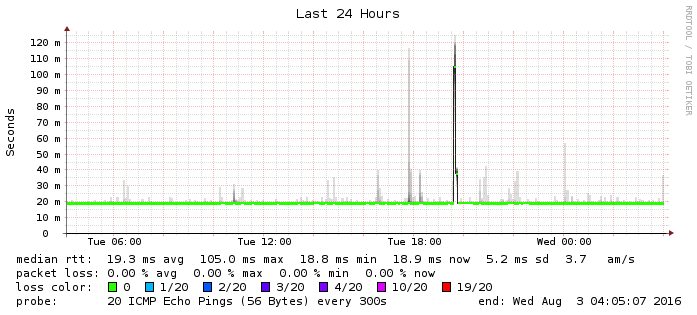 Last 24 Hours
RRDTOOL / TOBI OETIKER
Seconds
120 m
110 m
100 m
90 m
80 m
70 m
60 m
50 m
40 m
30 m
20 m
10 m
0
Tue 06:00 Tue 12:00 Tue 18:00 Wed 00:00
median rtt: 19.3 ms avg 105.0 ms max 18.8 ms min 18.9 ms now 5.2 ms sd 3.7 am/s
packet loss: 0.00 % avg 0.00 % max 0.00 % min 0.00 % now
loss color: 0 1/20 2/20 3/20 4/20 10/20 19/20
probe: 20 ICMP Echo Pings (56 Bytes) every 300s end: Wed Aug 3 04:05:07 2016